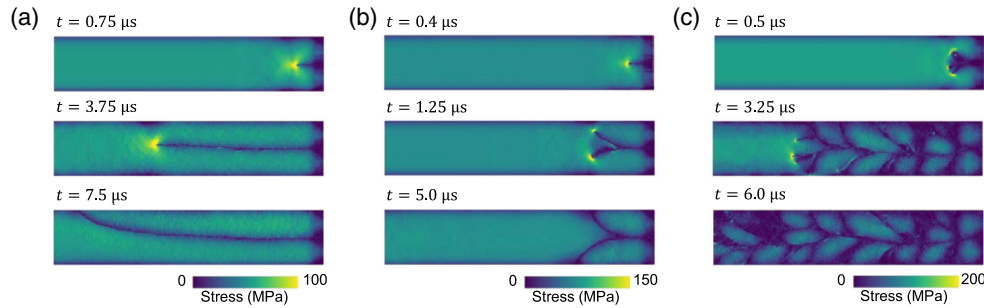 (a)
t = 0.75 μs
t = 3.75 μs
t = 7.5 μs
0 100
Stress (MPa)
(b)
t = 0.4 μs
t = 1.25 μs
t = 5.0 μs
0 150
Stress (MPa)
(c)
t = 0.5 μs
t = 3.25 μs
t = 6.0 μs
0 200
Stress (MPa)